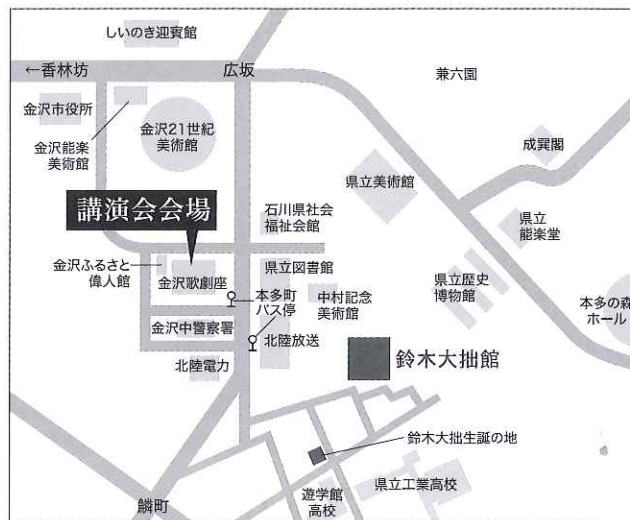 しいのき迎賓館
←香林坊
広坂
兼六園
金沢市役所
金沢能楽
美術館
金沢21世紀
美術館
成巽閣
県立美術館
講演会会場
石川県社会
福祉会館
県立
能楽堂
金沢ふるさと
偉人館
金沢歌劇座
県立図書館
県立歴史
博物館
本多町
バス停
中村記念
美術館
本多の森
ホール
金沢中警察署
北陸放送
北陸電力
鈴木大拙館
鈴木大拙生誕の地
遊学館
高校
県立工業高校
鱗町